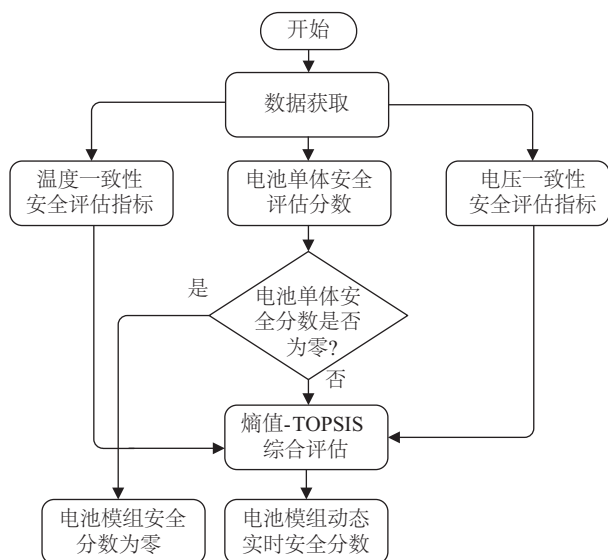 开始
数据获取
温度一致性
安全评估指标
电池单体安全
评估分数
电压一致性
安全评估指标
是
电池单体安
全分数是否
为零?
否
熵值-TOPSIS
综合评估
电池模组安全
分数为零
电池模组动态
实时安全分数